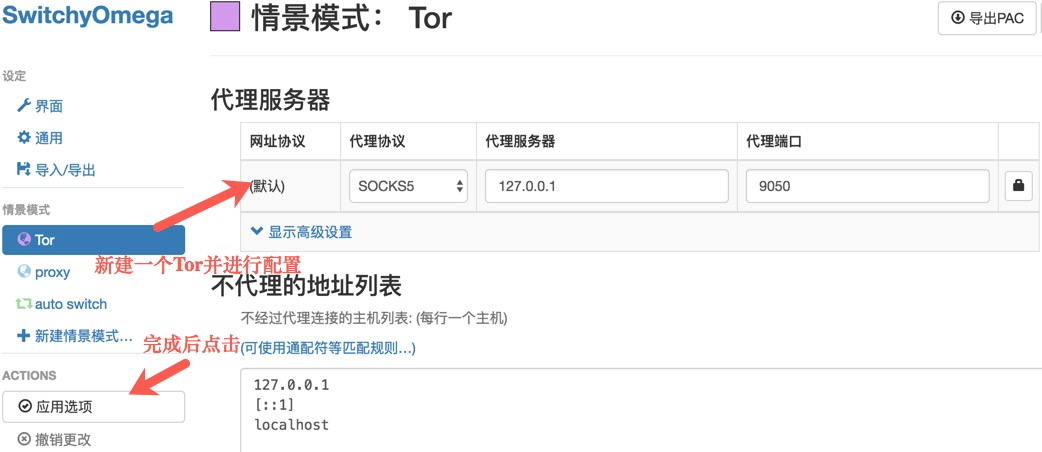 SwitchyOmega
设定
界面
通用
导入/导出
情景模式
Tor
proxy
auto switch
新建情景模式...
ACTIONS
应用选项
撤销更改
情景模式： Tor
导出PAC
代理服务器
网址协议 代理协议 代理服务器 代理端口
(默认) SOCKS5 127.0.0.1 9050
显示高级设置
新建一个Tor并进行配置
不代理的地址列表
不经过代理连接的主机列表: (每行一个主机)
完成后点击
(可使用通配符等匹配规则...)
127.0.0.1
[::1]
localhost